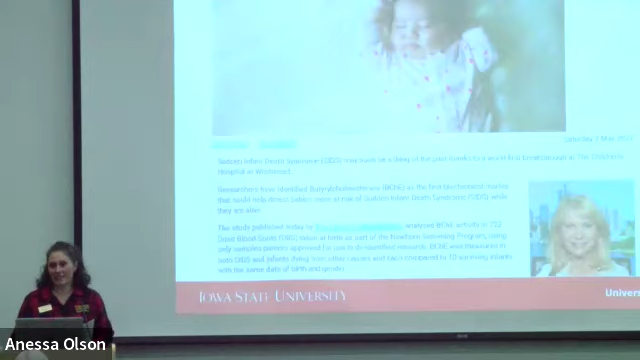 Sudden Infant Death Syndrome (SIDS) may soon be a thing of the past thanks to a world first breakthrough at The Children's
Hospital at Westmead.
Researchers have identified Butyrylcholinesterase (BChE) as the first biochemical marker
that could help detect babies more at risk of Sudden Infant Death Syndrome (SIDS) while
they are alive.
The study published today by analysed BChE activity in 722
Dried Blood Spots (DBS) taken at birth as part of the Newborn Screening Program, using
only samples parents approved for use in de-identified research. BChE was measured in
both SIDS and infants dying from other causes and each compared to 10 surviving infants
with the same date of birth and gender.
IOWA STATE UNIVERSITY
Univers
Anessa Olson